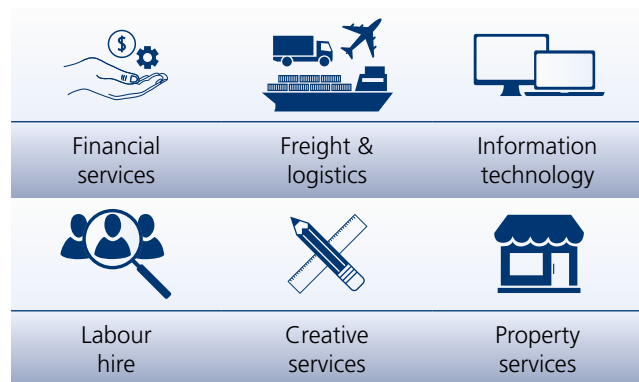 $
Financial
services
Freight &
logistics
Information
technology
Labour
hire
Creative
services
Property
services